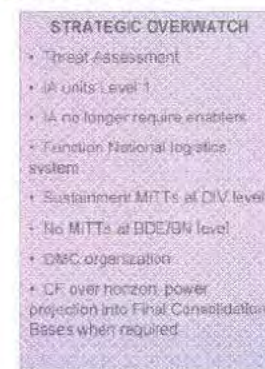 STRATEGIC OVERWATCH
• Threat Assessment
• IA units Level 1
• IA no longer require enablers
• Function National logistics
system
• Sustainment MiTTs at DIV level
• No MiTTs at BDE/BN level
• OMC organization
• CF over horizon power
projection into Final Consolidation
Bases when required